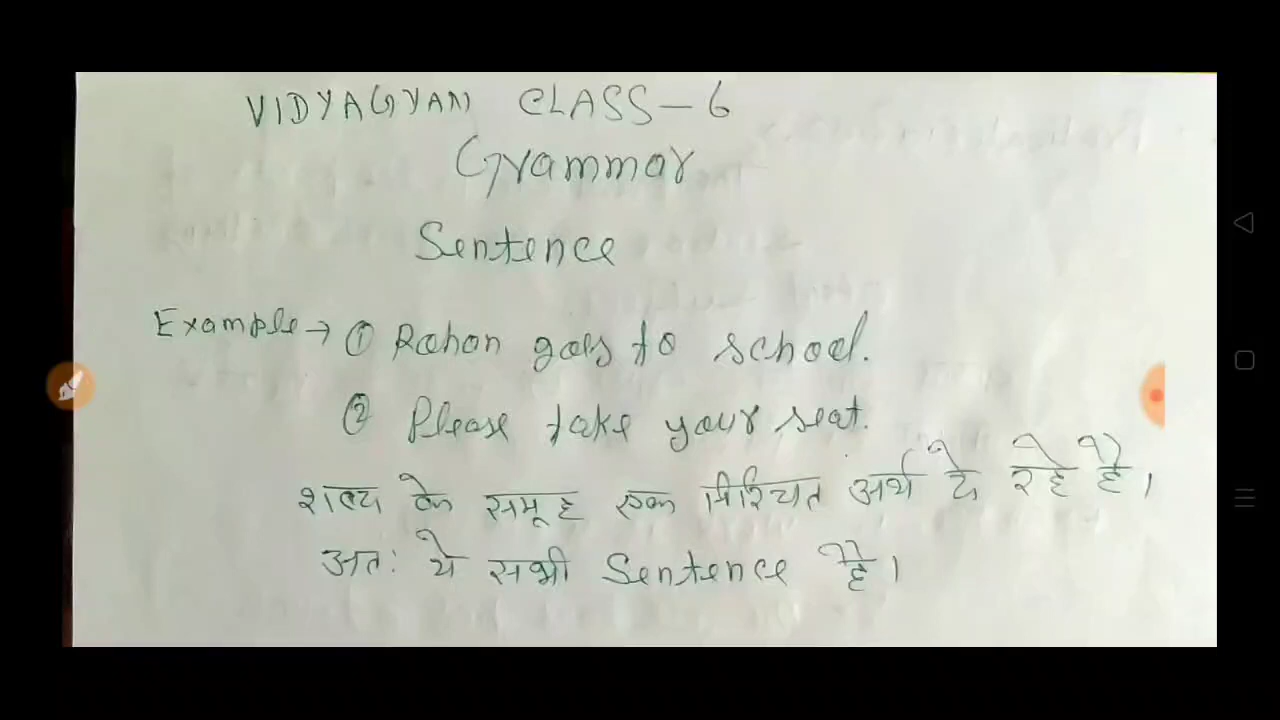 VIDYAGYAN CLASS-6
Grammar
Sentence
Example → ① Rohan goes to school.
② Please take your seat.
शब्द के समूह एक निश्चित अर्थ दे रहे हैं।
अतः ये सभी Sentence है।